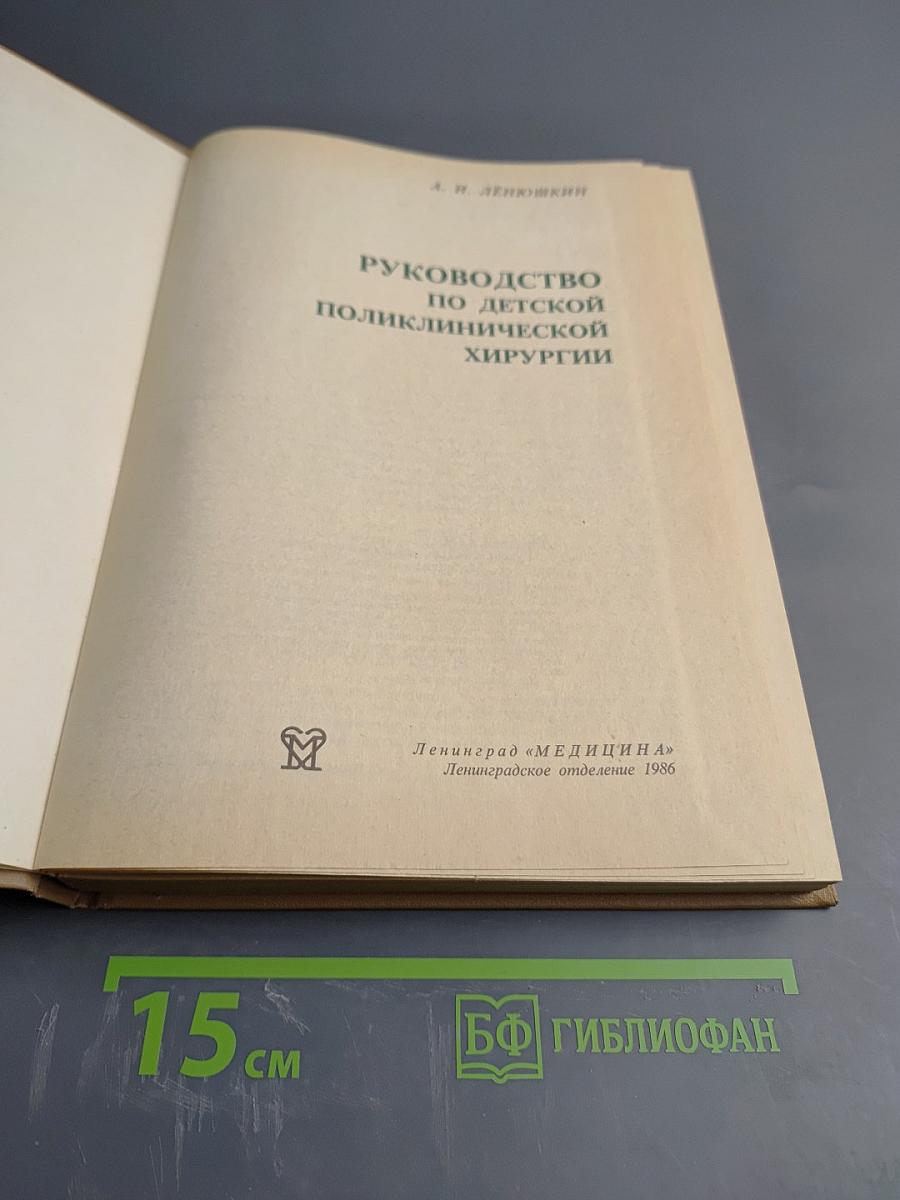 А. И. ЛЁНЮШКИН
РУКОВОДСТВО
ПО ДЕТСКОЙ
ПОЛИКЛИНИЧЕСКОЙ
ХИРУРГИИ
М
Ленинград «МЕДИЦИНА»
Ленинградское отделение 1986
15 см
БФ ГИБЛИОФАН